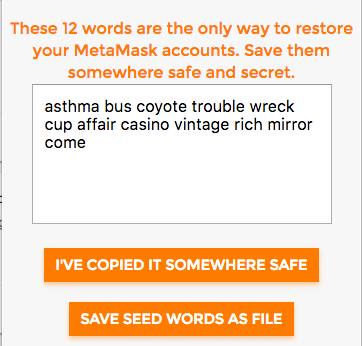 These 12 words are the only way to restore
your MetaMask accounts. Save them
somewhere safe and secret.
asthma bus coyote trouble wreck
cup affair casino vintage rich mirror
come
I'VE COPIED IT SOMEWHERE SAFE
SAVE SEED WORDS AS FILE